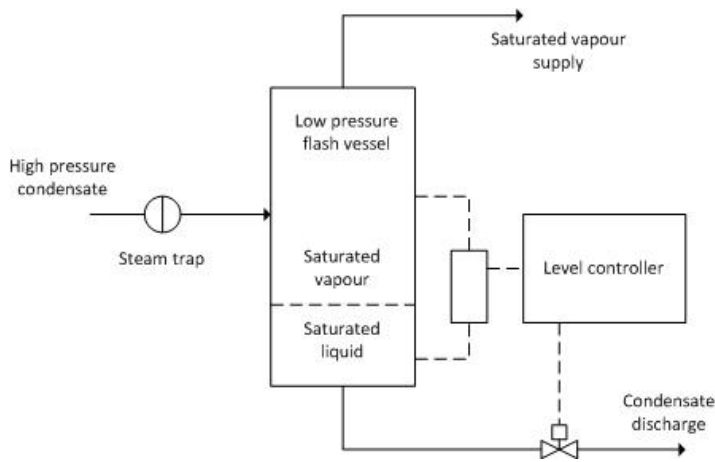 Saturated vapour
supply
Low pressure
flash vessel
High pressure
condensate
Steam trap
Saturated
vapour
Level controller
Saturated
liquid
Condensate
discharge